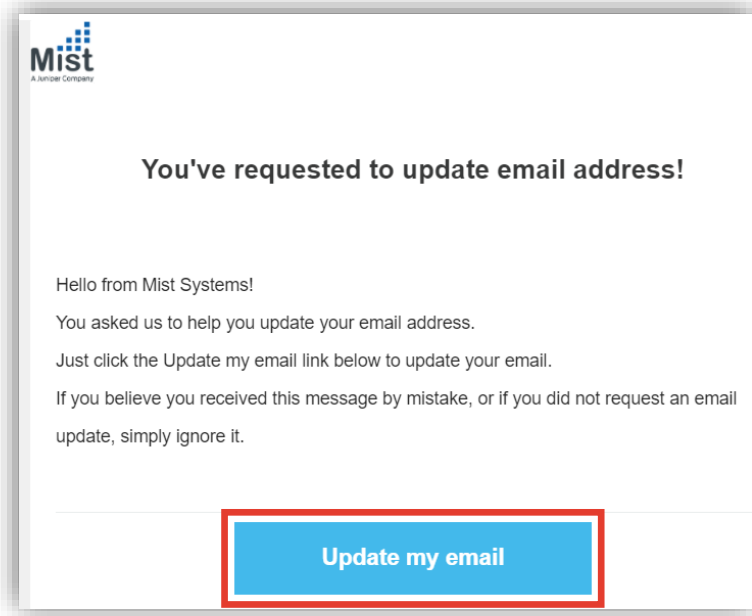 Mist
A Juniper Company
You've requested to update email address!
Hello from Mist Systems!
You asked us to help you update your email address.
Just click the Update my email link below to update your email.
If you believe you received this message by mistake, or if you did not request an email
update, simply ignore it.
Update my email